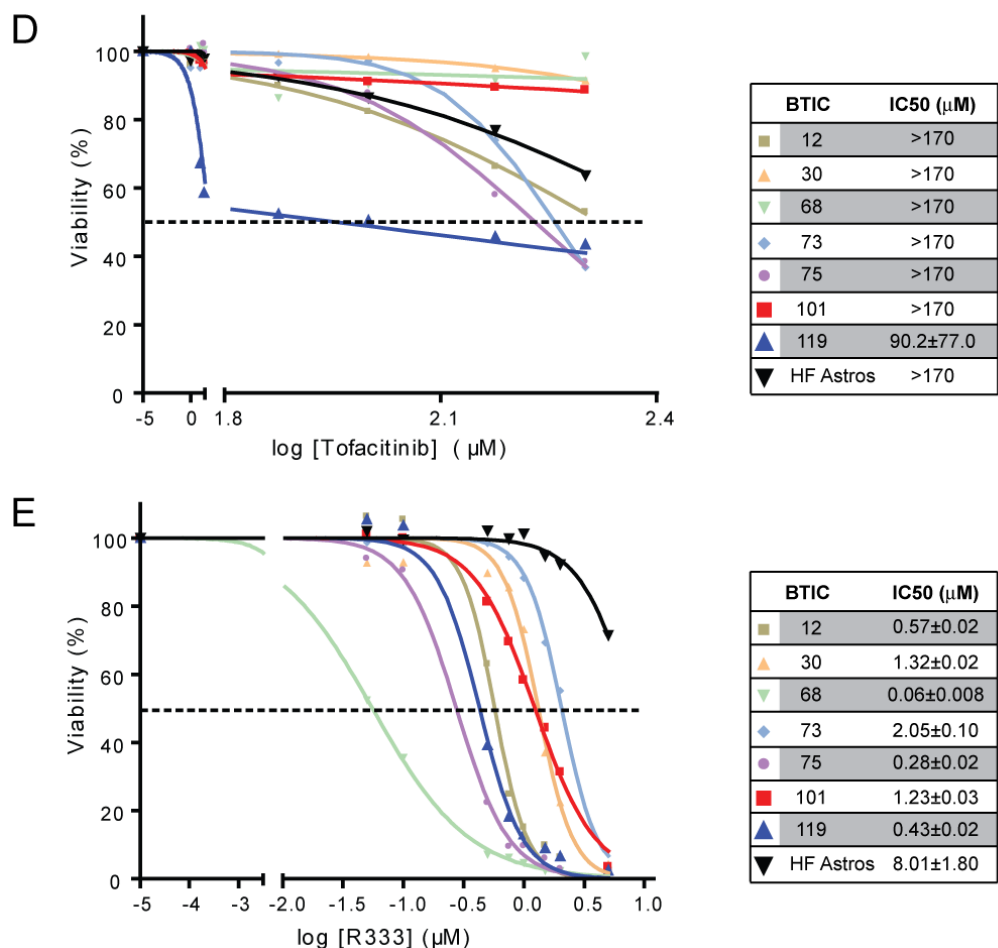 D
Viability (%)
100
80
60
40
20
0
-5 0 1.8 2.1 2.4
log [Tofacitinib] ( µM)
BTIC IC50 (µM)
12 >170
30 >170
68 >170
73 >170
75 >170
101 >170
119 90.2±77.0
HF Astros >170
E
Viability (%)
100
80
60
40
20
0
-5 -4 -3 -2.0 -1.5 -1.0 -0.5 0.0 0.5 1.0
log [R333] (µM)
BTIC IC50 (µM)
12 0.57±0.02
30 1.32±0.02
68 0.06±0.008
73 2.05±0.10
75 0.28±0.02
101 1.23±0.03
119 0.43±0.02
HF Astros 8.01±1.80